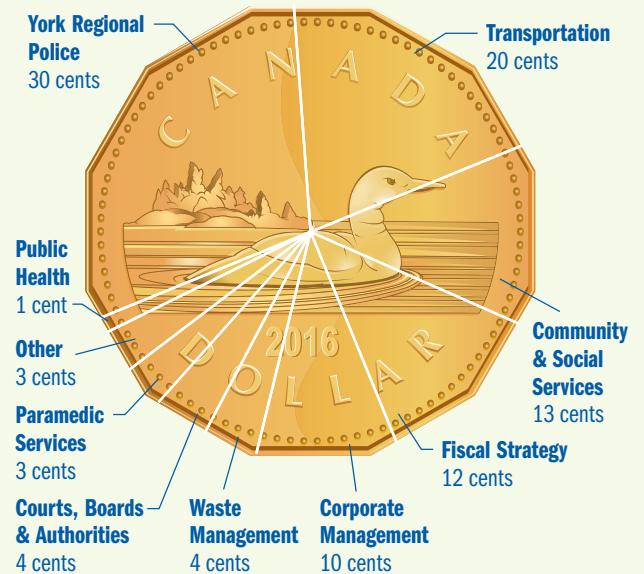 York Regional
Police
30 cents
Transportation
20 cents
CANADA
Public
Health
1 cent
Other
3 cents
Paramedic
Services
3 cents
Courts, Boards
& Authorities
4 cents
Waste
Management
4 cents
Corporate
Management
10 cents
Fiscal Strategy
12 cents
Community
& Social
Services
13 cents
2016
DOLLAR